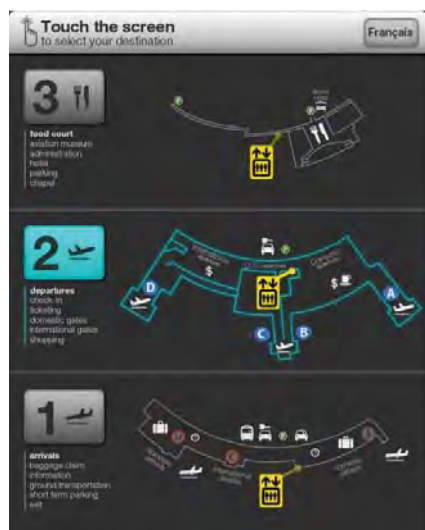 Touch the screen
to select your destination
Français
3
food court
aviation museum
administration
hotel
parking
chapel
P
P
2
departures
check-in
ticketing
domestic gates
international gates
shopping
P
$
$
D
A
C
B
1
arrivals
baggage claim
information
ground transportation
short term parking
exit
P